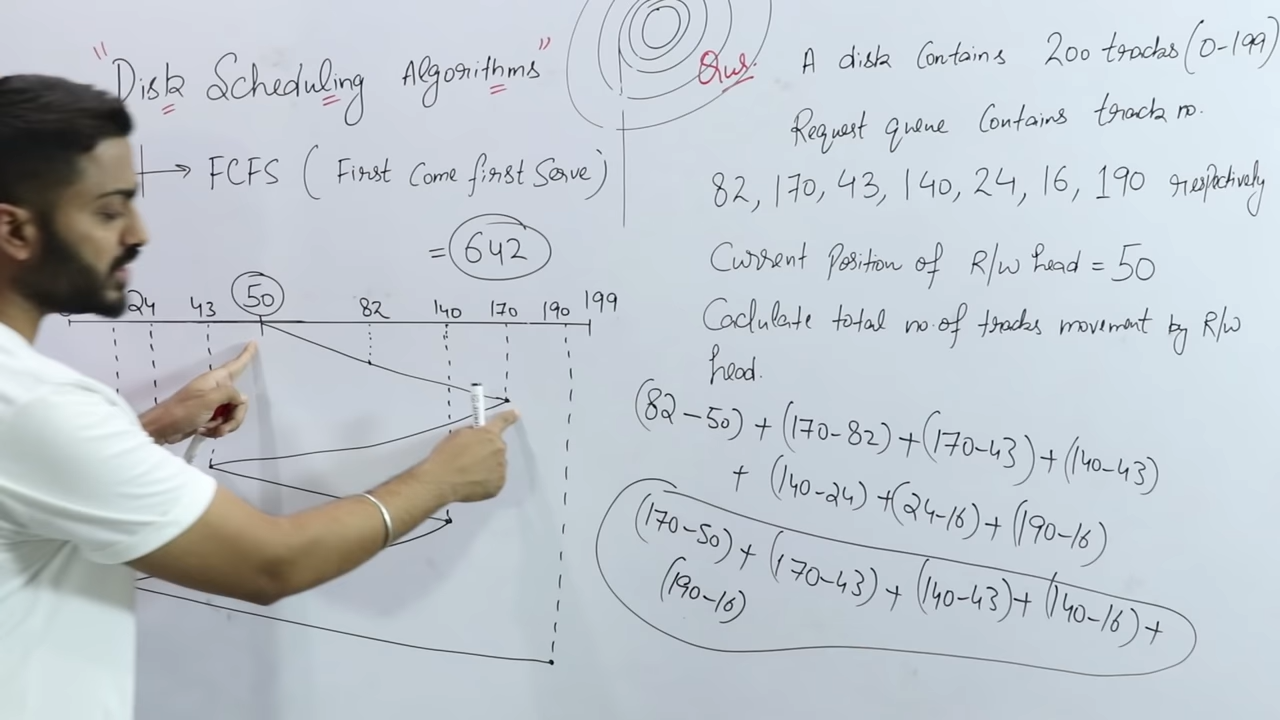 "Disk Scheduling Algorithms"
FCFS ( First Come first Serve)
= 642
24 43 50 82 140 170 190 199
Ques. A disk Contains 200 tracks (0-199)
Request queue Contains track no.
82, 170, 43, 140, 24, 16, 190 respectively
Current Position of R/w head = 50
Caclulate total no. of tracks movement by R/w
head.
(82-50) + (170-82) + (170-43) + (140-43)
+ (140-24) + (24-16) + (190-16)
(170-50) + (170-43) + (140-43) + (140-16) +
(190-16)